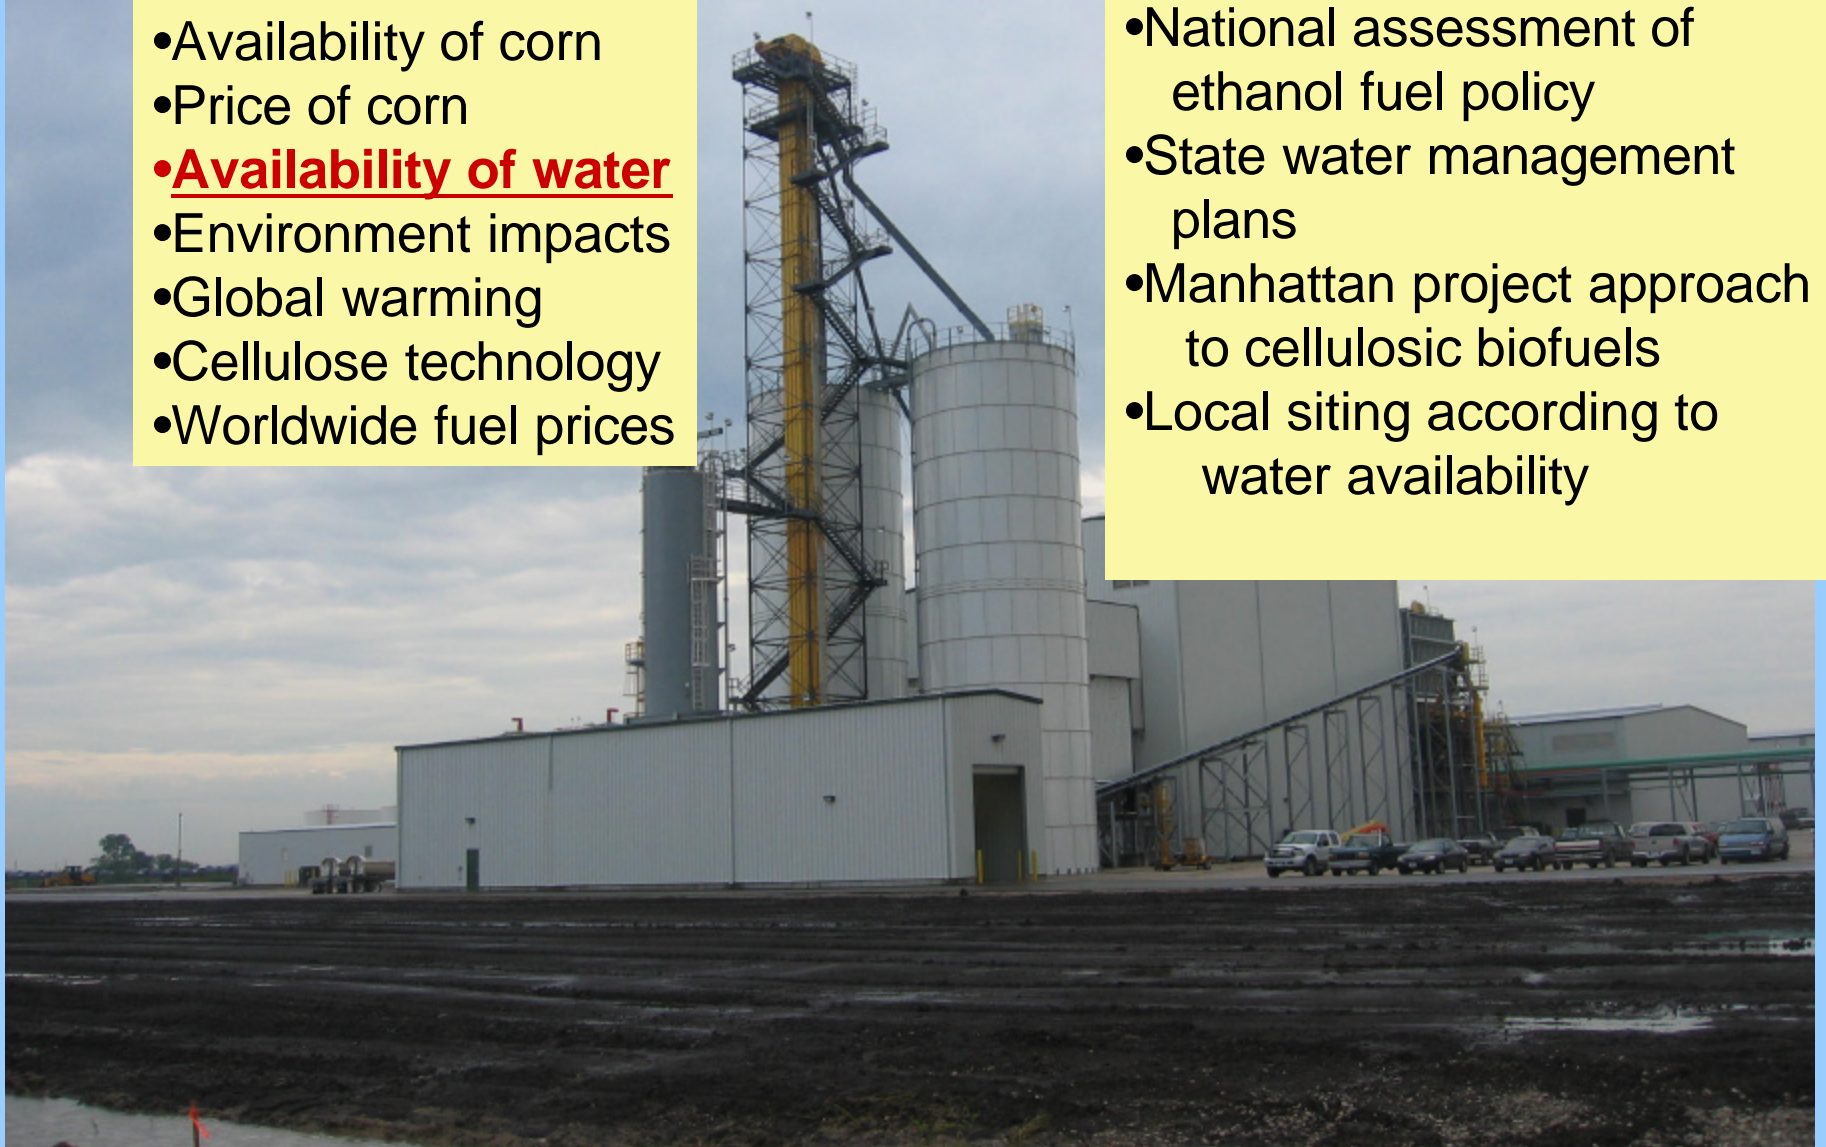 •Availability of corn
•Price of corn
•Availability of water
•Environment impacts
•Global warming
•Cellulose technology
•Worldwide fuel prices
•National assessment of
ethanol fuel policy
•State water management
plans
•Manhattan project approach
to cellulosic biofuels
•Local siting according to
water availability